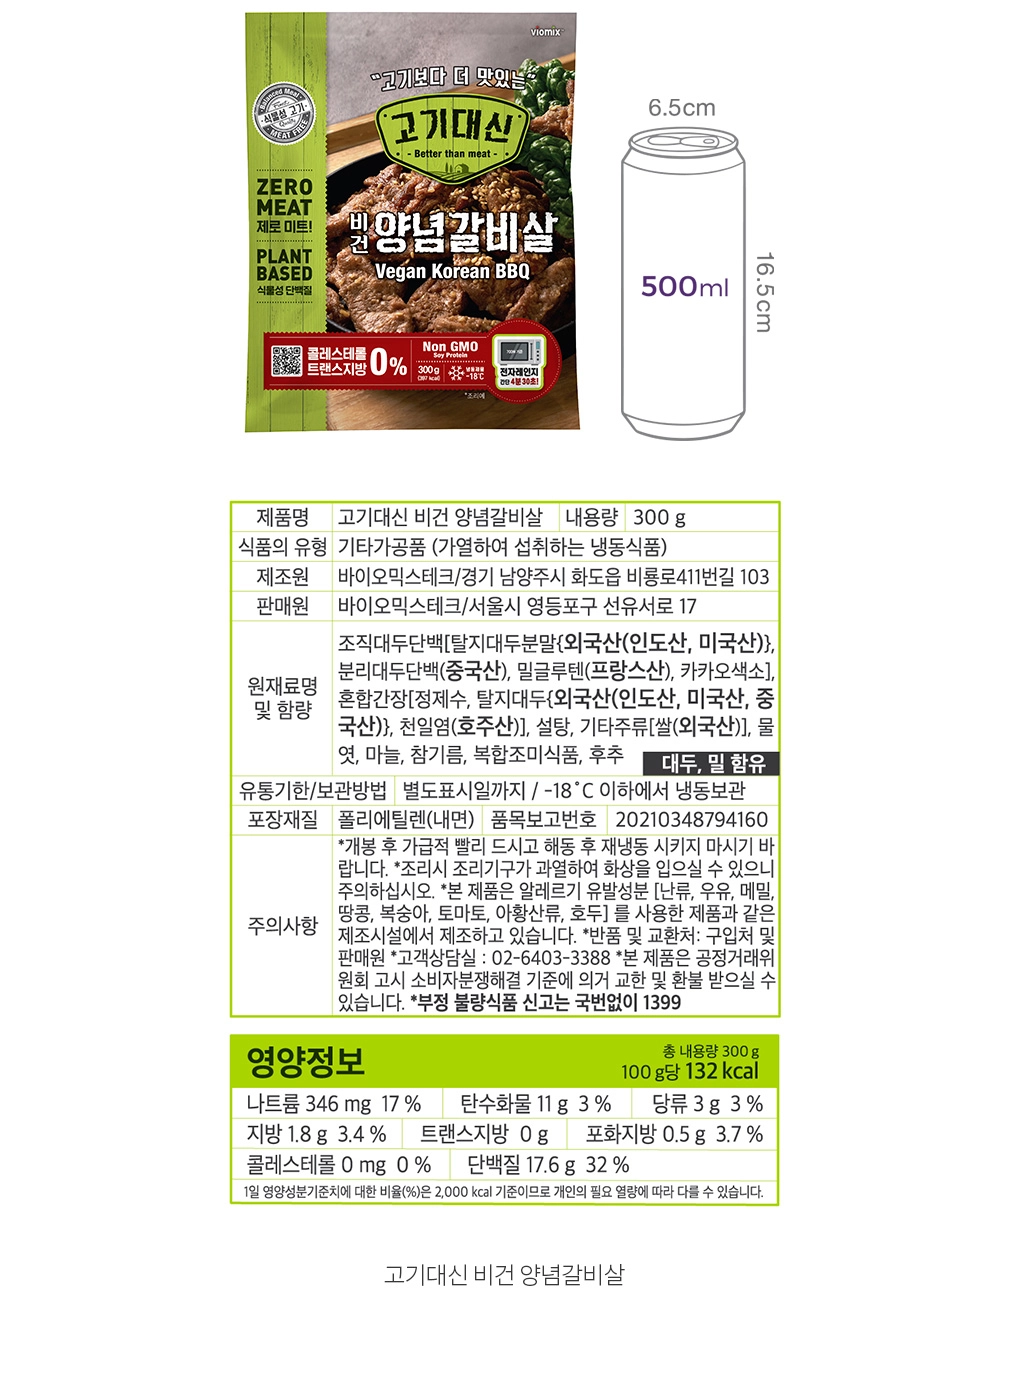 viomix
"고기보다 더 맛있는"
Balanced Meat
식물성 고기
Quality
MEAT FREE
고기대신
- Better than meat -
ZERO
MEAT
제로 미트!
PLANT
BASED
식물성 단백질
비건 양념갈비살
Vegan Korean BBQ
콜레스테롤
트랜스지방 0%
Non GMO
Soy Protein
300 g
(397 kcal)
냉동제품
-18℃
전자레인지
간단 4분 30초!
*조리예
6.5cm
500ml
16.5cm
제품명 고기대신 비건 양념갈비살 내용량 300 g
식품의 유형 기타가공품 (가열하여 섭취하는 냉동식품)
제조원 바이오믹스테크/경기 남양주시 화도읍 비룡로411번길 103
판매원 바이오믹스테크/서울시 영등포구 선유서로 17
원재료명 및 함량
조직대두단백[탈지대두분말{외국산(인도산, 미국산)},
분리대두단백(중국산), 밀글루텐(프랑스산), 카카오색소],
혼합간장[정제수, 탈지대두{외국산(인도산, 미국산, 중
국산)}, 천일염(호주산)], 설탕, 기타주류[쌀(외국산)], 물
엿, 마늘, 참기름, 복합조미식품, 후추
대두, 밀 함유
유통기한/보관방법 별도표시일까지 / -18˚C 이하에서 냉동보관
포장재질 폴리에틸렌(내면) 품목보고번호 20210348794160
주의사항
*개봉 후 가급적 빨리 드시고 해동 후 재냉동 시키지 마시기 바
랍니다. *조리시 조리기구가 과열하여 화상을 입으실 수 있으니
주의하십시오. *본 제품은 알레르기 유발성분 [난류, 우유, 메밀,
땅콩, 복숭아, 토마토, 아황산류, 호두] 를 사용한 제품과 같은
제조시설에서 제조하고 있습니다. *반품 및 교환처: 구입처 및
판매원 *고객상담실 : 02-6403-3388 *본 제품은 공정거래위
원회 고시 소비자분쟁해결 기준에 의거 교한 및 환불 받으실 수
있습니다. *부정 불량식품 신고는 국번없이 1399
영양정보
총 내용량 300 g
100 g당 132 kcal
나트륨 346 mg 17 % 탄수화물 11 g 3 % 당류 3 g 3 %
지방 1.8 g 3.4 % 트랜스지방 0 g 포화지방 0.5 g 3.7 %
콜레스테롤 0 mg 0 % 단백질 17.6 g 32 %
1일 영양성분기준치에 대한 비율(%)은 2,000 kcal 기준이므로 개인의 필요 열량에 따라 다를 수 있습니다.
고기대신 비건 양념갈비살